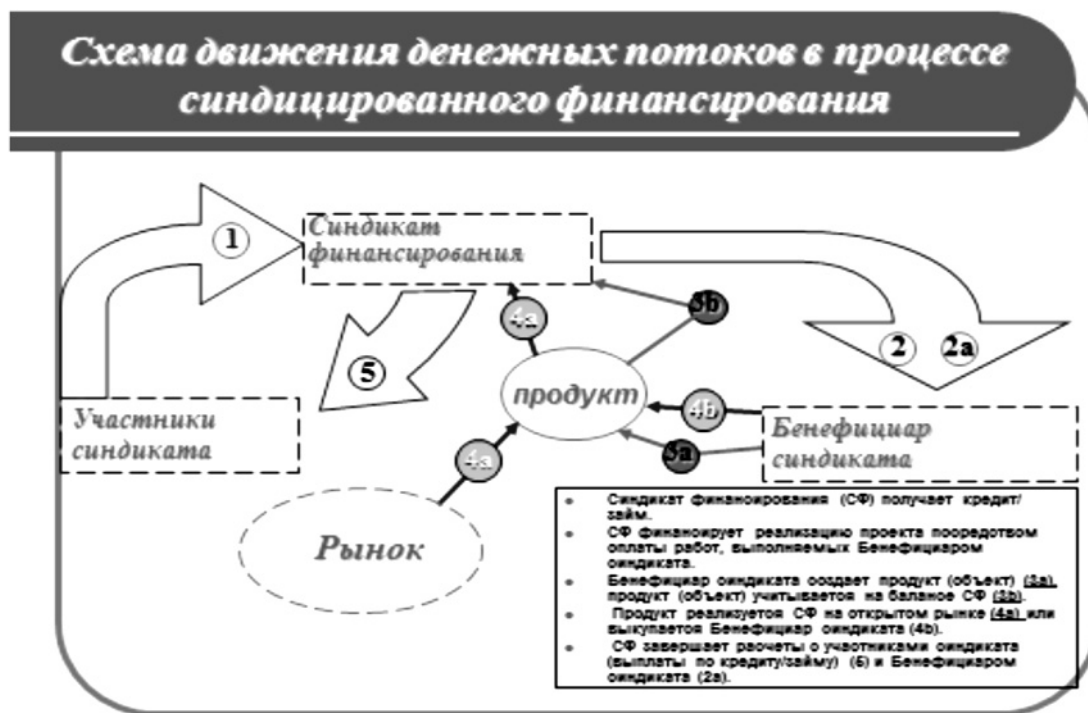 Схема движения денежных потоков в процессе
синдицированного финансирования
1
Синдикат
финансирования
3b
4a
2 2a
5
продукт
4b
Участники
синдиката
3a
Бенефициар
синдиката
4a
Рынок
• Синдикат финансирования (СФ) получает кредит/
займ.
• СФ финансирует реализацию проекта посредством
оплаты работ, выполняемых Бенефициаром
синдиката.
• Бенефициар синдиката создает продукт (объект) (3a),
продукт (объект) учитывается на балансе СФ (3b).
• Продукт реализуется СФ на открытом рынке (4a) или
выкупается Бенефициар синдиката (4b).
• СФ завершает расчеты с участниками синдиката
(выплаты по кредиту/займу) (5) и Бенефициаром
синдиката (2a).